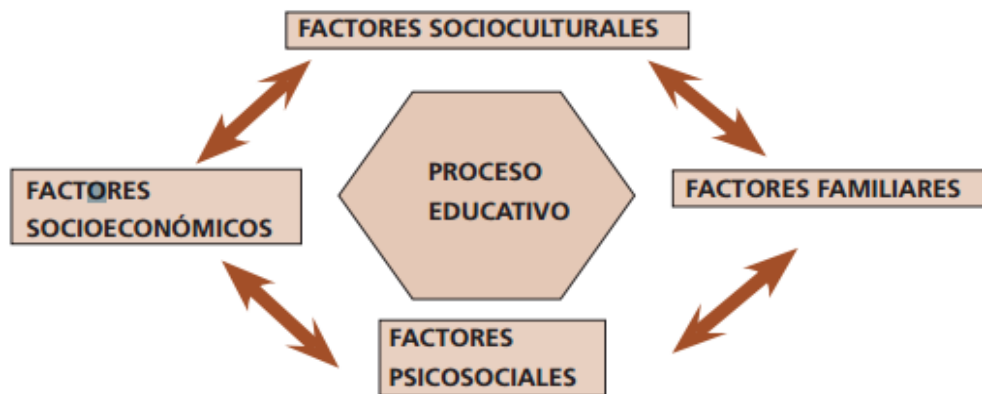 FACTORES SOCIOCULTURALES
FACTORES
SOCIOECONÓMICOS
PROCESO
EDUCATIVO
FACTORES FAMILIARES
FACTORES
PSICOSOCIALES